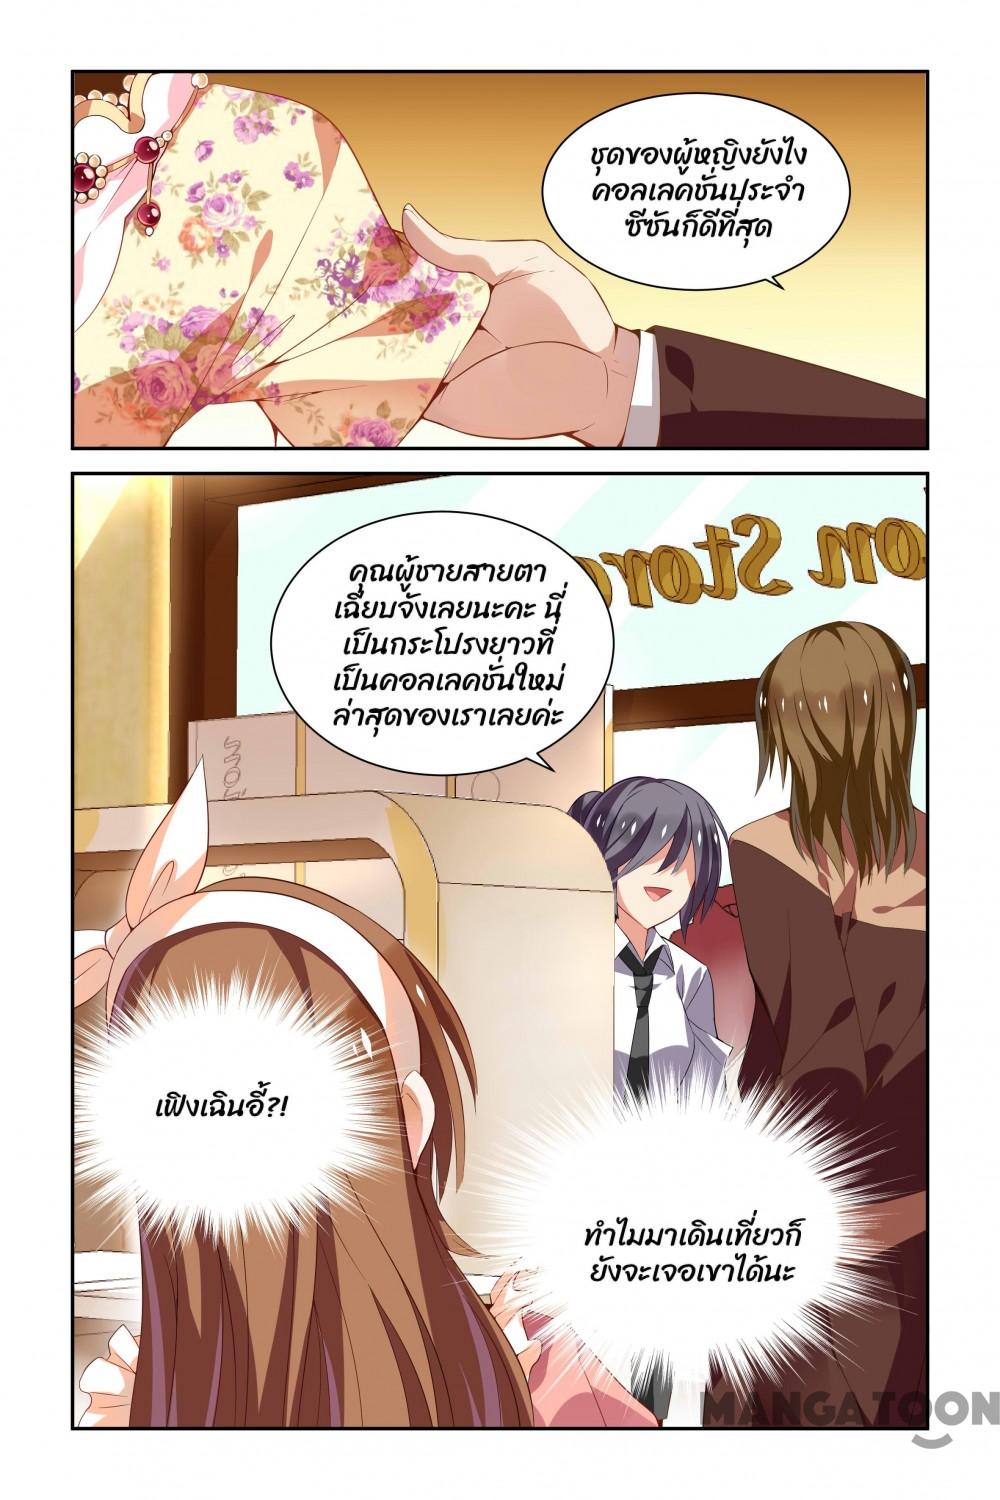 ชุดของผู้หญิงยังไง
คอลเลคชั่นประจำ
ซีซันก็ดีที่สุด
คุณผู้ชายสายตา
เฉียบจังเลยนะคะ นี่
เป็นกระโปรงยาวที่
เป็นคอลเลคชั่นใหม่
ล่าสุดของเราเลยค่ะ
on Store
เฟิงเฉินอี้?!
ทำไมมาเดินเที่ยวก็
ยังจะเจอเขาได้นะ
MANGATOON